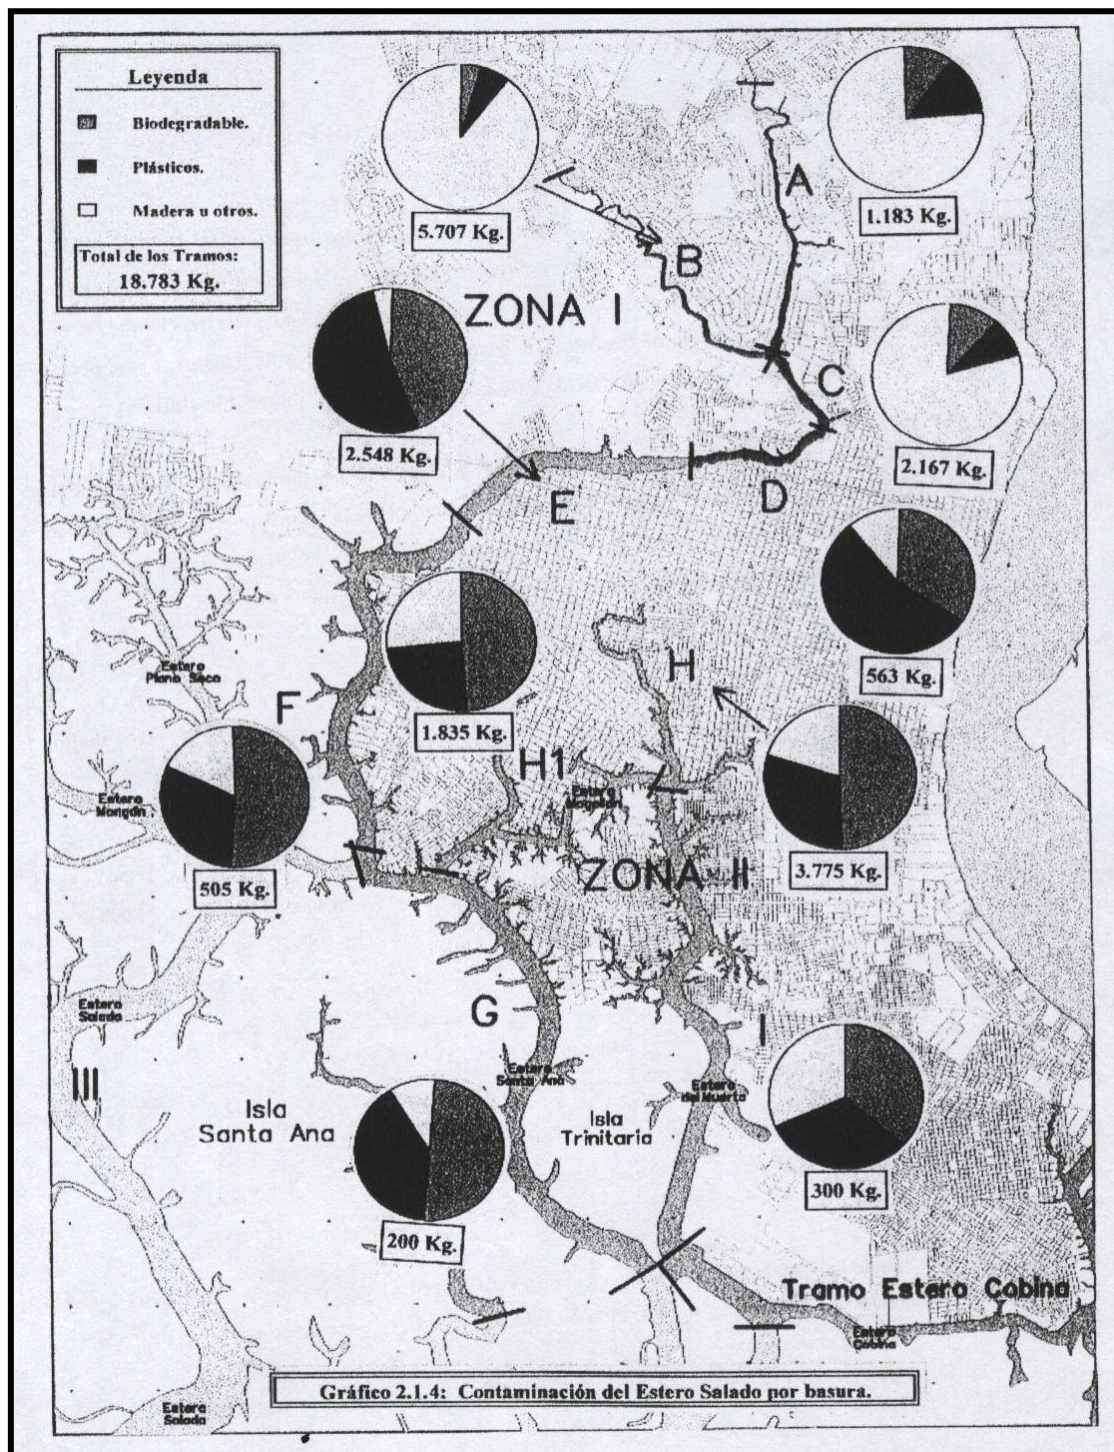 Leyenda
Biodegradable.
Plásticos.
Madera u otros.
Total de los Tramos:
18.783 Kg.
5.707 Kg.
1.183 Kg.
A
B
ZONA I
C
2.167 Kg.
2.548 Kg.
D
E
563 Kg.
H
1.835 Kg.
Estero
Plano Seco
F
H1
Estero
Mongón
Estero
Magallán
505 Kg.
ZONA II
3.775 Kg.
Estero
Salado
G
I
III
Estero
Santa Ana
Estero
del Muerto
Isla
Santa Ana
Isla
Trinitaria
300 Kg.
200 Kg.
Tramo Estero Cobina
Estero
Cobina
Gráfico 2.1.4: Contaminación del Estero Salado por basura.
Estero
Salado